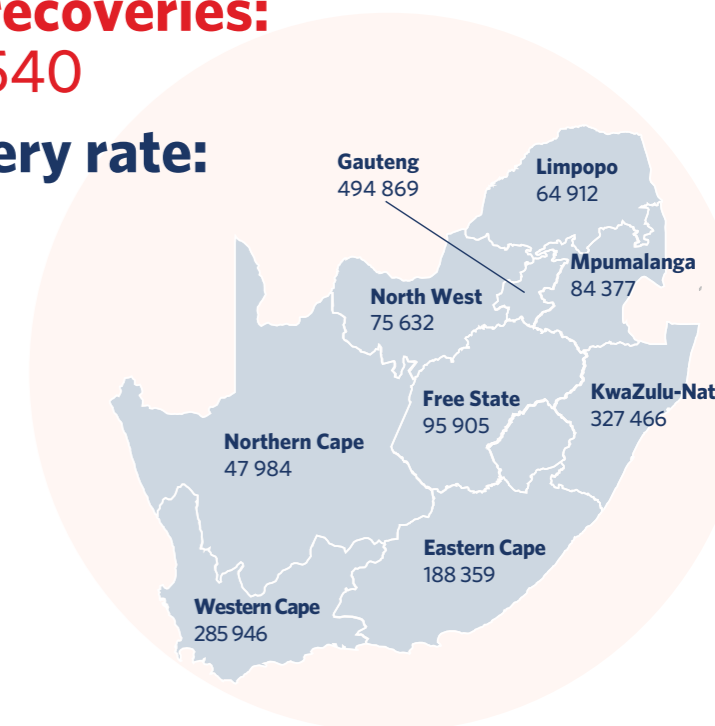 recoveries:
540
ery rate:
Gauteng
494 869
Limpopo
64 912
Mpumalanga
84 377
North West
75 632
Free State
95 905
KwaZulu-Nat
327 466
Northern Cape
47 984
Eastern Cape
188 359
Western Cape
285 946